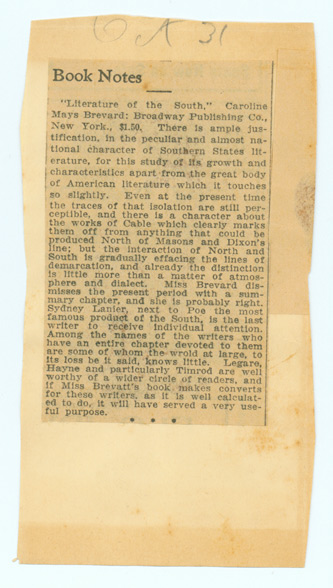 A 31
Book Notes
"Literature of the South," Caroline
Mays Brevard: Broadway Publishing Co.,
New York., $1.50. There is ample jus-
tification, in the peculiar and almost na-
tional character of Southern States lit-
erature, for this study of its growth and
characteristics apart from the great body
of American literature which it touches
so slightly. Even at the present time
the traces of that isolation are still per-
ceptible, and there is a character about
the works of Cable which clearly marks
them off from anything that could be
produced North of Masons and Dixon's
line; but the interaction of North and
South is gradually effacing the lines of
demarcation, and already the distinction
is little more than a matter of atmos-
phere and dialect. Miss Brevard dis-
misses the present period with a sum-
mary chapter, and she is probably right.
Sydney Lanier, next to Poe the most
famous product of the South, is the last
writer to receive individual attention.
Among the names of the writers who
have an entire chapter devoted to them
are some of whom the wrold at large, to
its loss be it said, knows little. Legare,
Hayne and particularly Timrod are well
worthy of a wider circle of readers, and
if Miss Brevatt's book makes converts
for these writers, as it is well calculat-
ed to do, it will have served a very use-
ful purpose.
* * *